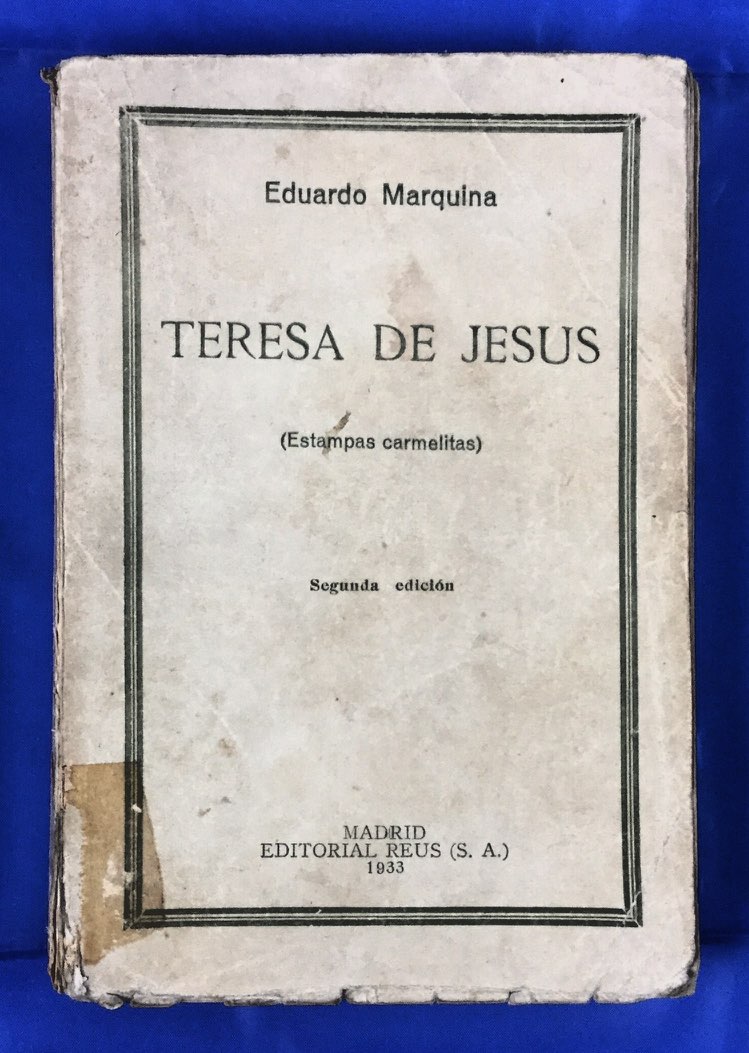 Eduardo Marquina
TERESA DE JESUS
(Estampas carmelitas)
Segunda edición
MADRID
EDITORIAL REUS (S. A.)
1933